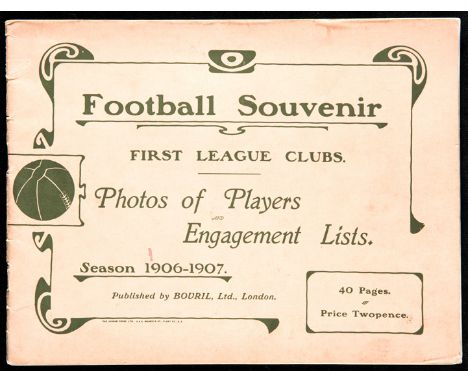 Football Souvenir
FIRST LEAGUE CLUBS.
Photos of Players
AND
Engagement Lists.
Season 1906-1907.
Published by BOVRIL, Ltd., London.
40 Pages.
Price Twopence.